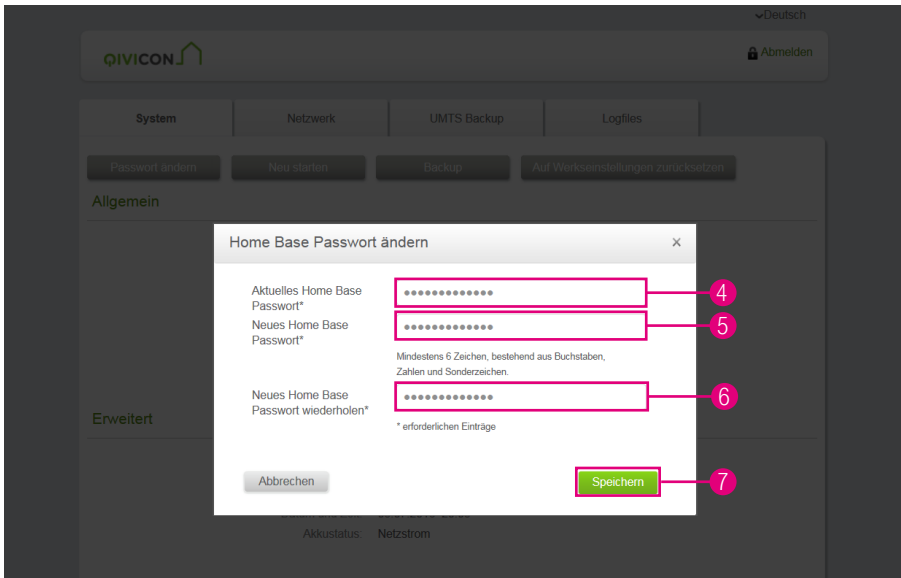 Deutsch
QIVICON
Abmelden
System Netzwerk UMTS Backup Logfiles
Passwort ändern Neu starten Backup Auf Werkseinstellungen zurücksetzen
Allgemein
Home Base Passwort ändern
Aktuelles Home Base
Passwort*
4
Neues Home Base
Passwort*
5
Mindestens 6 Zeichen, bestehend aus Buchstaben,
Zahlen und Sonderzeichen.
Neues Home Base
Passwort wiederholen*
6
* erforderlichen Einträge
Erweitert
Abbrechen Speichern
7
Akkustatus: Netzstrom